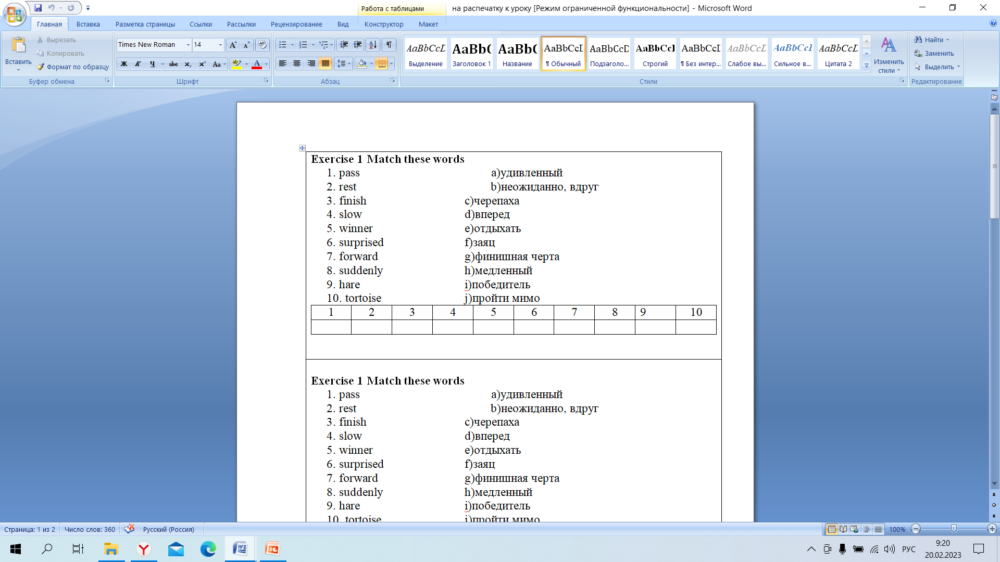 Работа с таблицами
на распечатку к уроку [Режим ограниченной функциональности] - Microsoft Word
Главная Вставка Разметка страницы Ссылки Рассылки Рецензирование Вид Конструктор Макет
Вставить
Вырезать
Копировать
Формат по образцу
Буфер обмена
Times New Roman 14
Ж К Ч abc x₂ x² Aa
Шрифт
Абзац
AaBbCcL AaBbC AaBbC AaBbCcI AaBbCcD AaBbCcI AaBbCcI AaBbCcL AaBbCcI AaBbCcL
Выделение Заголовок 1 Название ¶ Обычный Подзаголо... Строгий ¶ Без интер... Слабое вы... Сильное в... Цитата 2
Изменить стили
Стили
Найти
Заменить
Выделить
Редактирование
Exercise 1 Match these words
1. pass a)удивленный
2. rest b)неожиданно, вдруг
3. finish c)черепаха
4. slow d)вперед
5. winner e)отдыхать
6. surprised f)заяц
7. forward g)финишная черта
8. suddenly h)медленный
9. hare i)победитель
10. tortoise j)пройти мимо
1 2 3 4 5 6 7 8 9 10
Exercise 1 Match these words
1. pass a)удивленный
2. rest b)неожиданно, вдруг
3. finish c)черепаха
4. slow d)вперед
5. winner e)отдыхать
6. surprised f)заяц
7. forward g)финишная черта
8. suddenly h)медленный
9. hare i)победитель
10. tortoise j)пройти мимо
Страница: 1 из 2 Число слов: 360 Русский (Россия) 100%
РУС
9:20
20.02.2023